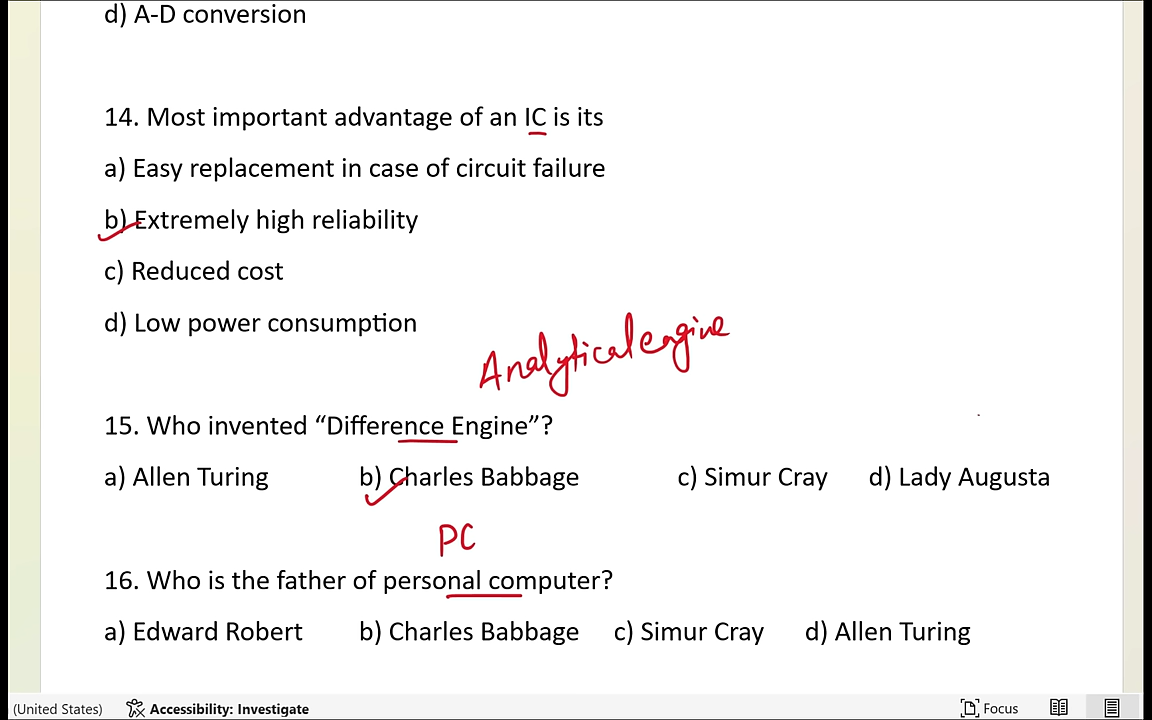 d) A-D conversion
14. Most important advantage of an IC is its
a) Easy replacement in case of circuit failure
b) Extremely high reliability
c) Reduced cost
d) Low power consumption
Analytical engine
15. Who invented “Difference Engine”?
a) Allen Turing b) Charles Babbage c) Simur Cray d) Lady Augusta
PC
16. Who is the father of personal computer?
a) Edward Robert b) Charles Babbage c) Simur Cray d) Allen Turing
(United States) Accessibility: Investigate Focus